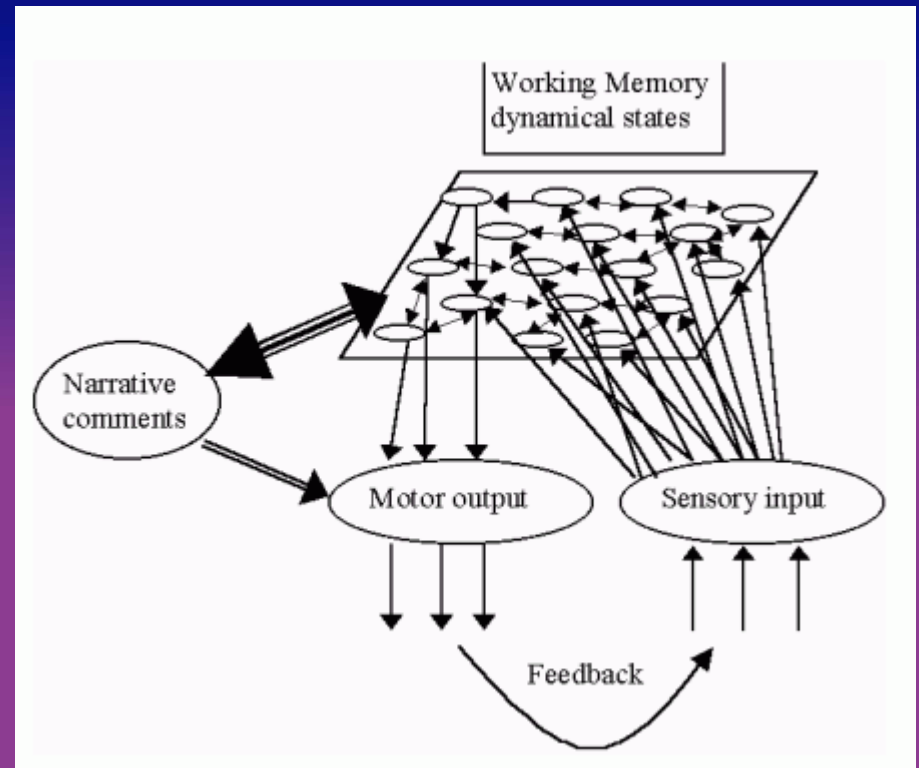 Working Memory
dynamical states
Narrative
comments
Motor output
Sensory input
Feedback